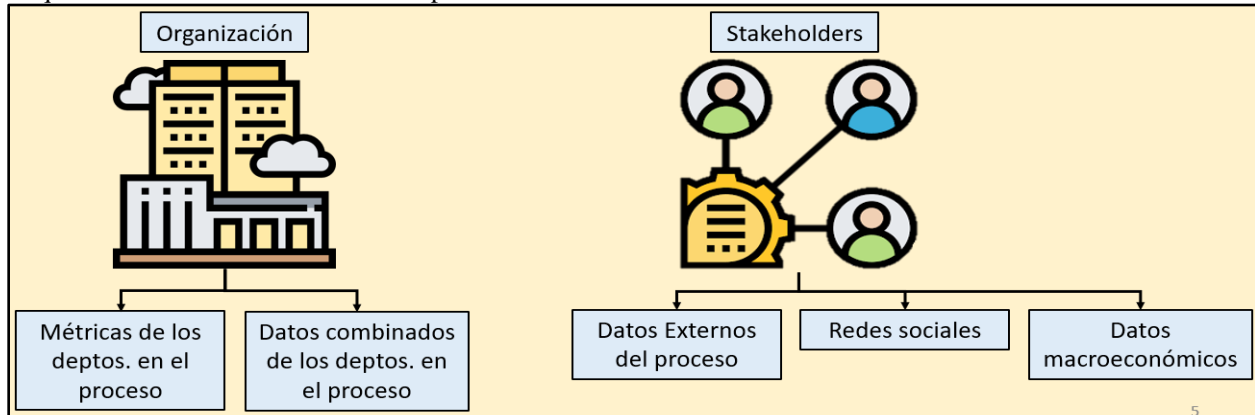 Organización
Stakeholders
Métricas de los
deptos. en el
proceso
Datos combinados
de los deptos. en
el proceso
Datos Externos
del proceso
Redes sociales
Datos
macroeconómicos
5